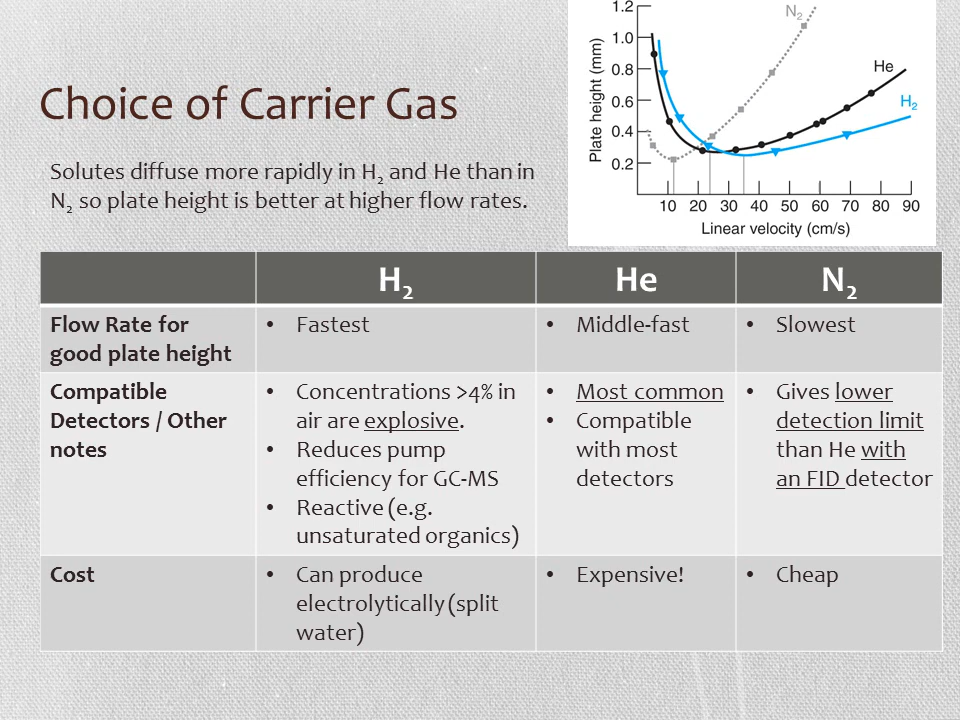 Choice of Carrier Gas
Solutes diffuse more rapidly in H₂ and He than in
N₂ so plate height is better at higher flow rates.
1.2
1.0
0.8
0.6
0.4
0.2
Plate height (mm)
N₂
He
H₂
10 20 30 40 50 60 70 80 90
Linear velocity (cm/s)
H₂ He N₂
Flow Rate for
good plate height
• Fastest
• Middle-fast
• Slowest
Compatible
Detectors / Other
notes
• Concentrations >4% in
air are explosive.
• Reduces pump
efficiency for GC-MS
• Reactive (e.g.
unsaturated organics)
• Most common
• Compatible
with most
detectors
• Gives lower
detection limit
than He with
an FID detector
Cost
• Can produce
electrolytically (split
water)
• Expensive!
• Cheap